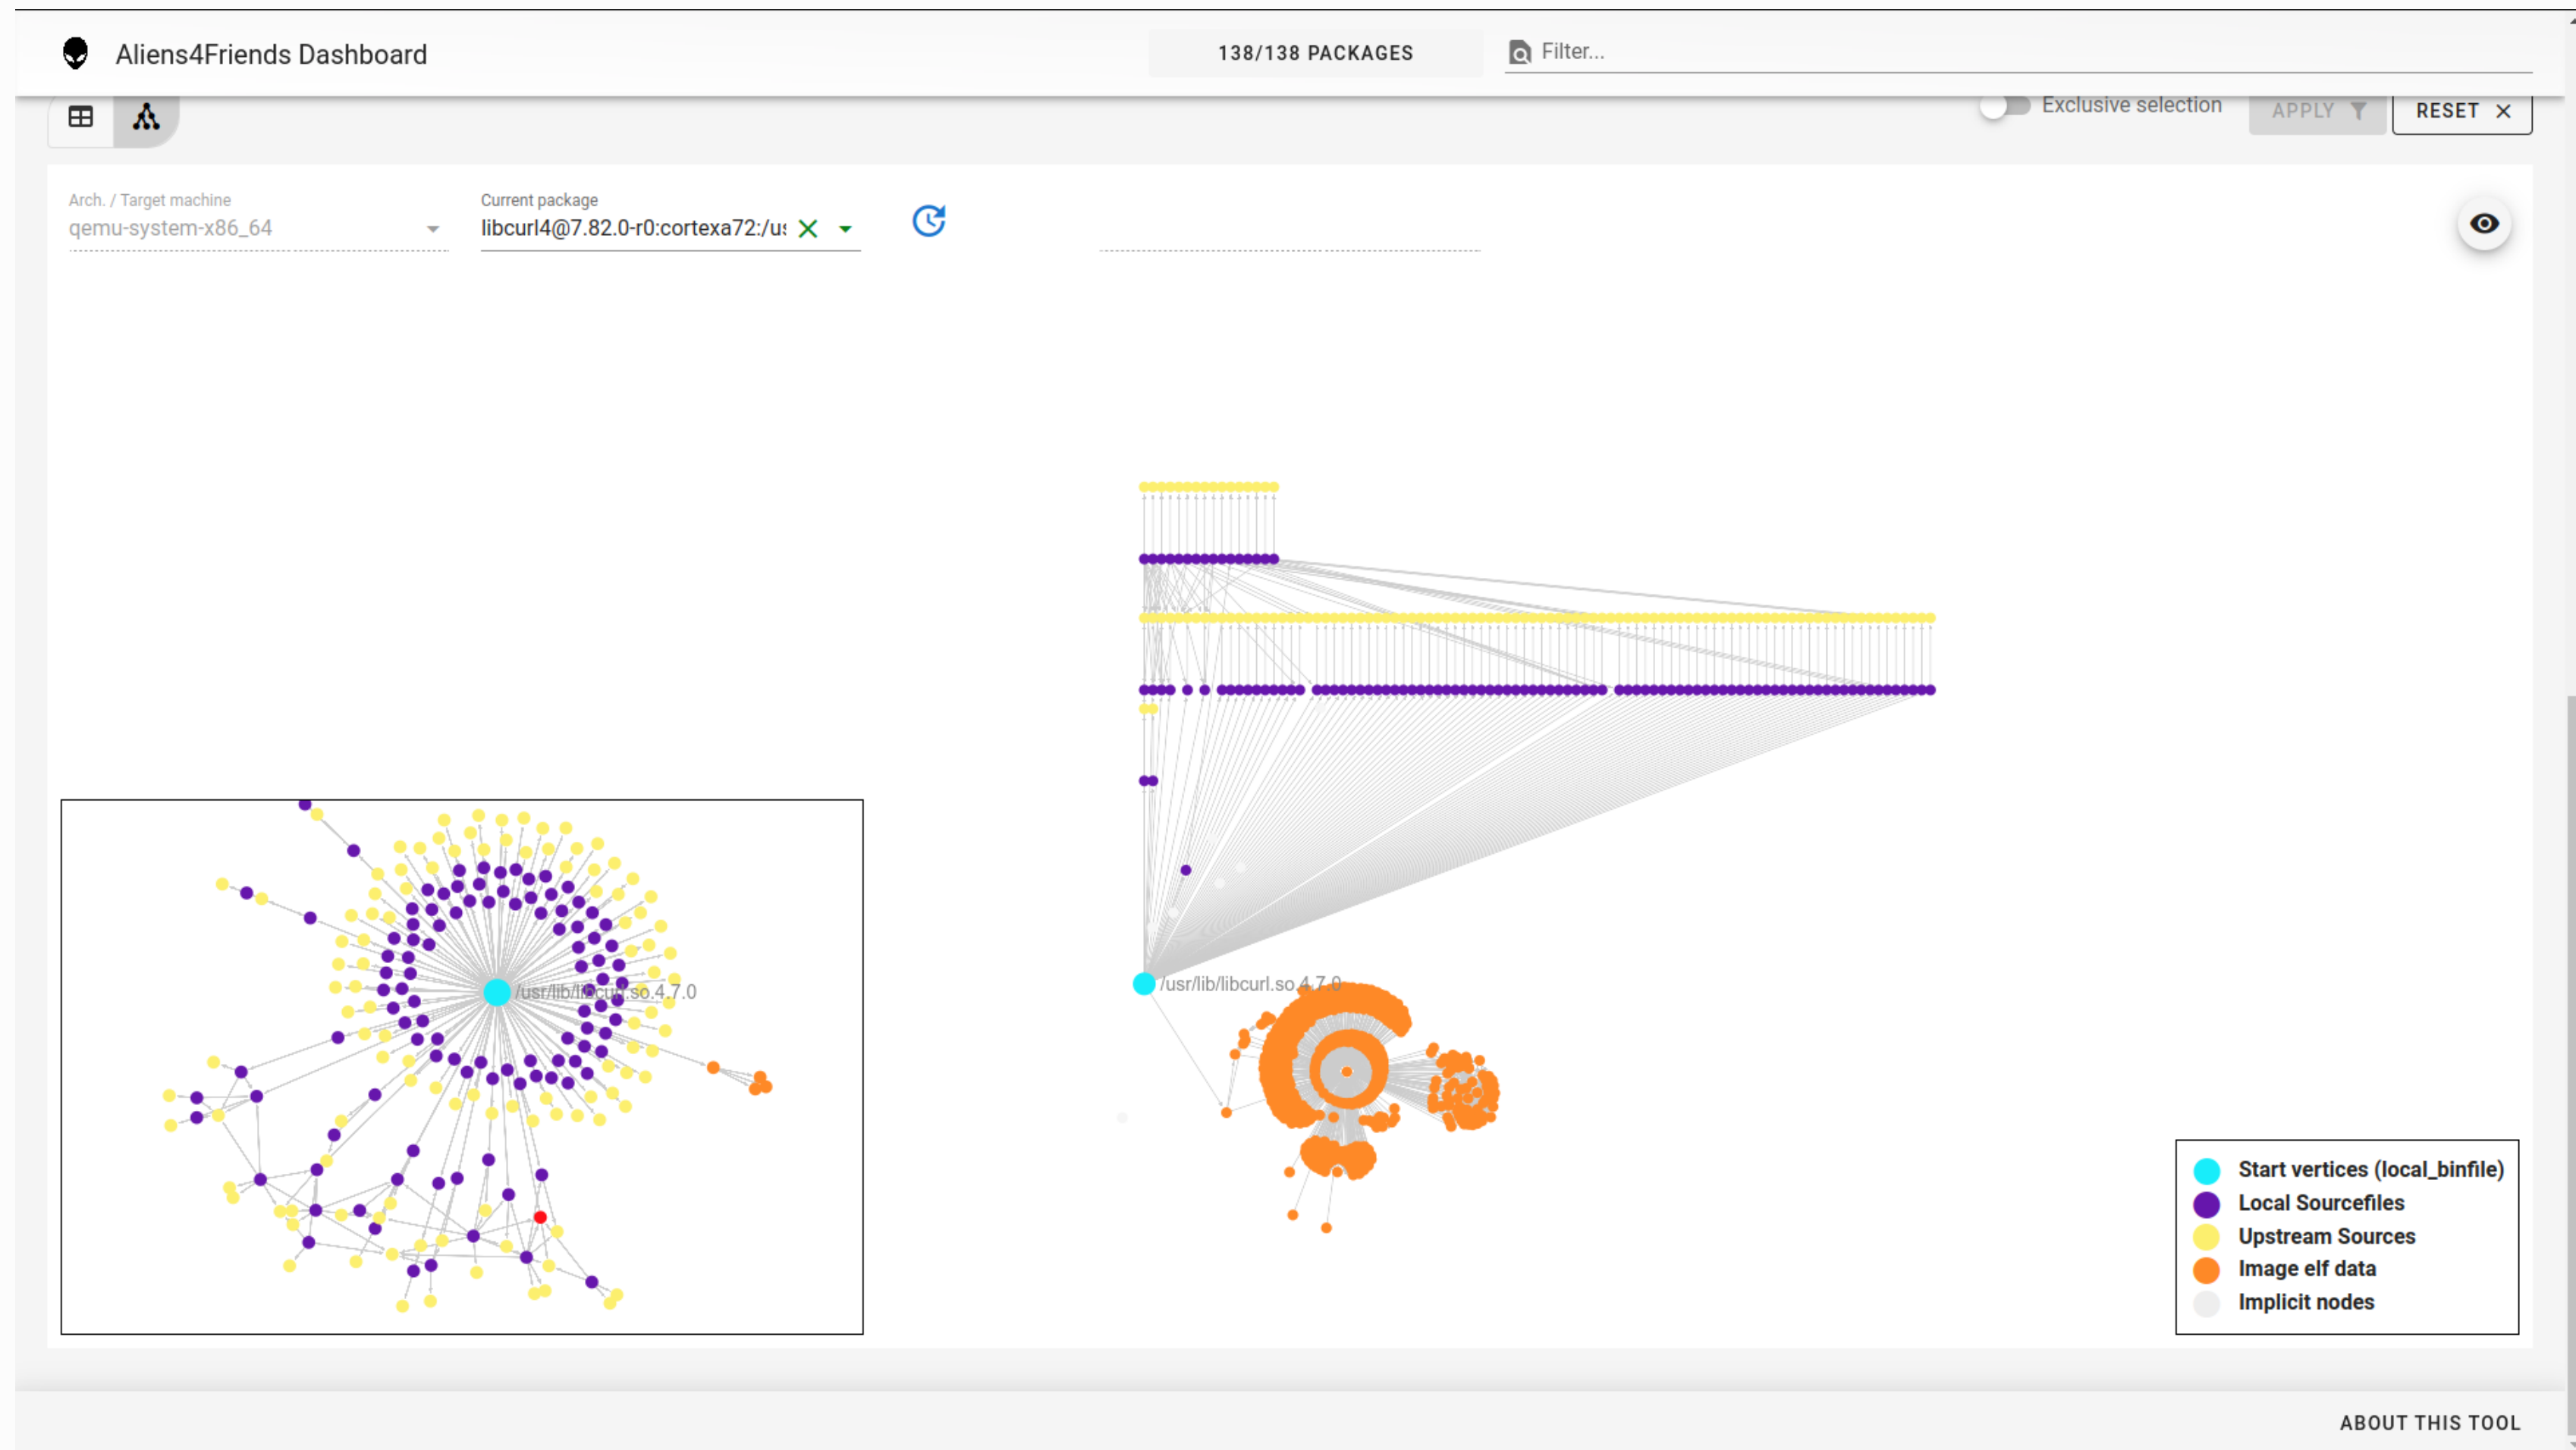 Aliens4Friends Dashboard
138/138 PACKAGES
Filter...
Exclusive selection
APPLY
RESET
Arch. / Target machine
qemu-system-x86_64
Current package
libcurl4@7.82.0-r0:cortexa72:/us
/usr/lib/libcurl.so.4.7.0
/usr/lib/libcurl.so.4.7.0
Start vertices (local_binfile)
Local Sourcefiles
Upstream Sources
Image elf data
Implicit nodes
ABOUT THIS TOOL